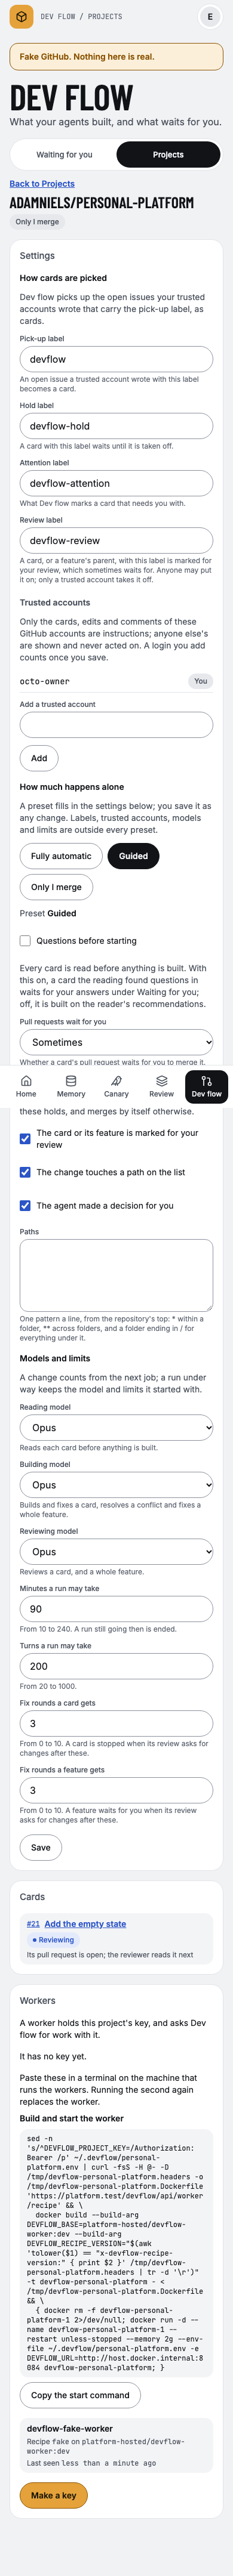 DEV FLOW / PROJECTS
E
Fake GitHub. Nothing here is real.
DEV FLOW
What your agents built, and what waits for you.
Waiting for you
Projects
Back to Projects
ADAMNIELS/PERSONAL-PLATFORM
Only I merge
Settings
How cards are picked
Dev flow picks up the open issues your trusted
accounts wrote that carry the pick-up label, as
cards.
Pick-up label
devflow
An open issue a trusted account wrote with this label
becomes a card.
Hold label
devflow-hold
A card with this label waits until it is taken off.
Attention label
devflow-attention
What Dev flow marks a card that needs you with.
Review label
devflow-review
A card, or a feature's parent, with this label is marked for
your review, which sometimes waits for. Anyone may put
it on; only a trusted account takes it off.
Trusted accounts
Only the cards, edits and comments of these
GitHub accounts are instructions; anyone else's
are shown and never acted on. A login you add
counts once you save.
octo-owner
You
Add a trusted account
Add
How much happens alone
A preset fills in the settings below; you save it as
any change. Labels, trusted accounts, models
and limits are outside every preset.
Fully automatic
Guided
Only I merge
Preset Guided
Questions before starting
Every card is read before anything is built. With
this on, a card the reading found questions in
waits for your answers under Waiting for you;
off, it is built on the reader's recommendations.
Pull requests wait for you
Sometimes
Whether a card's pull request waits for you to merge it.
Home
Memory
Canary
Review
Dev flow
these holds, and merges by itself otherwise.
The card or its feature is marked for your
review
The change touches a path on the list
The agent made a decision for you
Paths
One pattern a line, from the repository's top: * within a
folder, ** across folders, and a folder ending in / for
everything under it.
Models and limits
A change counts from the next job; a run under
way keeps the model and limits it started with.
Reading model
Opus
Reads each card before anything is built.
Building model
Opus
Builds and fixes a card, resolves a conflict and fixes a
whole feature.
Reviewing model
Opus
Reviews a card, and a whole feature.
Minutes a run may take
90
From 10 to 240. A run still going then is ended.
Turns a run may take
200
From 20 to 1000.
Fix rounds a card gets
3
From 0 to 10. A card is stopped when its review asks for
changes after these.
Fix rounds a feature gets
3
From 0 to 10. A feature waits for you when its review
asks for changes after these.
Save
Cards
#21 Add the empty state
Reviewing
Its pull request is open; the reviewer reads it next
Workers
A worker holds this project's key, and asks Dev
flow for work with it.
It has no key yet.
Paste these in a terminal on the machine that
runs the workers. Running the second again
replaces the worker.
Build and start the worker
sed -n
's/^DEVFLOW_PROJECT_KEY=/Authorization:
Bearer /p' ~/.devflow/personal-
platform.env | curl -fsS -H @- -D
/tmp/devflow-personal-platform.headers -o
/tmp/devflow-personal-platform.Dockerfile
'https://platform.test/devflow/api/worker
/recipe' && \
docker build --build-arg
DEVFLOW_BASE=platform-hosted/devflow-
worker:dev --build-arg
DEVFLOW_RECIPE_VERSION="$(awk
'tolower($1) == "x-devflow-recipe-
version:" { print $2 }' /tmp/devflow-
personal-platform.headers | tr -d '\r')"
-t devflow-personal-platform - <
/tmp/devflow-personal-platform.Dockerfile
&& \
{ docker rm -f devflow-personal-
platform-1 2>/dev/null; docker run -d --
name devflow-personal-platform-1 --
restart unless-stopped --memory 2g --env-
file ~/.devflow/personal-platform.env -e
DEVFLOW_URL=http://host.docker.internal:8
084 devflow-personal-platform; }
Copy the start command
devflow-fake-worker
Recipe fake on platform-hosted/devflow-
worker:dev
Last seen less than a minute ago
Make a key